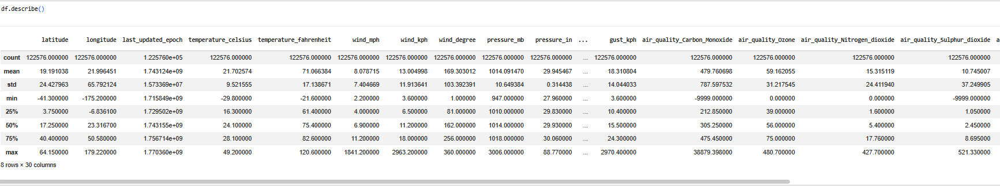 df.describe()
latitude longitude last_updated_epoch temperature_celsius temperature_fahrenheit wind_mph wind_kph wind_degree pressure_mb pressure_in ... gust_kph air_quality_Carbon_Monoxide air_quality_Ozone air_quality_Nitrogen_dioxide air_quality_Sulphur_dioxide a
count 122576.000000 122576.000000 1.225760e+05 122576.000000 122576.000000 122576.000000 122576.000000 122576.000000 122576.000000 122576.000000 ... 122576.000000 122576.000000 122576.000000 122576.000000 122576.000000
mean 19.191038 21.996451 1.743124e+09 21.702574 71.066384 8.078715 13.004998 169.303012 1014.091470 29.945467 ... 18.310804 479.760698 59.162055 15.315119 10.745007
std 24.427963 65.792124 1.573369e+07 9.521555 17.138671 7.404669 11.913641 103.392391 10.649384 0.314438 ... 14.044033 787.597532 31.217545 24.411940 37.249905
min -41.300000 -175.200000 1.715849e+09 -29.800000 -21.600000 2.200000 3.600000 1.000000 947.000000 27.960000 ... 3.600000 -9999.000000 0.000000 0.000000 -9999.000000
25% 3.750000 -6.836100 1.729502e+09 16.300000 61.400000 4.000000 6.500000 81.000000 1010.000000 29.830000 ... 10.400000 212.850000 39.000000 1.600000 1.050000
50% 17.250000 23.316700 1.743155e+09 24.100000 75.400000 6.900000 11.200000 162.000000 1014.000000 29.930000 ... 15.500000 305.250000 56.000000 5.400000 2.450000
75% 40.400000 50.580000 1.756714e+09 28.100000 82.600000 11.200000 18.000000 256.000000 1018.000000 30.060000 ... 24.300000 475.450000 75.000000 17.760000 8.695000
max 64.150000 179.220000 1.770360e+09 49.200000 120.600000 1841.200000 2963.200000 360.000000 3006.000000 88.770000 ... 2970.400000 38879.398000 480.700000 427.700000 521.330000
8 rows × 30 columns